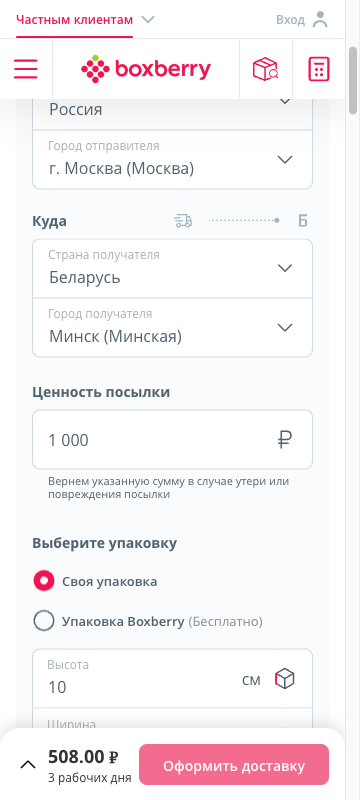 Частным клиентам
Вход
boxberry
Россия
Город отправителя
г. Москва (Москва)
Куда
Б
Страна получателя
Беларусь
Город получателя
Минск (Минская)
Ценность посылки
1 000 ₽
Вернем указанную сумму в случае утери или
повреждения посылки
Выберите упаковку
Своя упаковка
Упаковка Boxberry (Бесплатно)
Высота
10 см
Ширина
508.00 ₽
3 рабочих дня
Оформить доставку